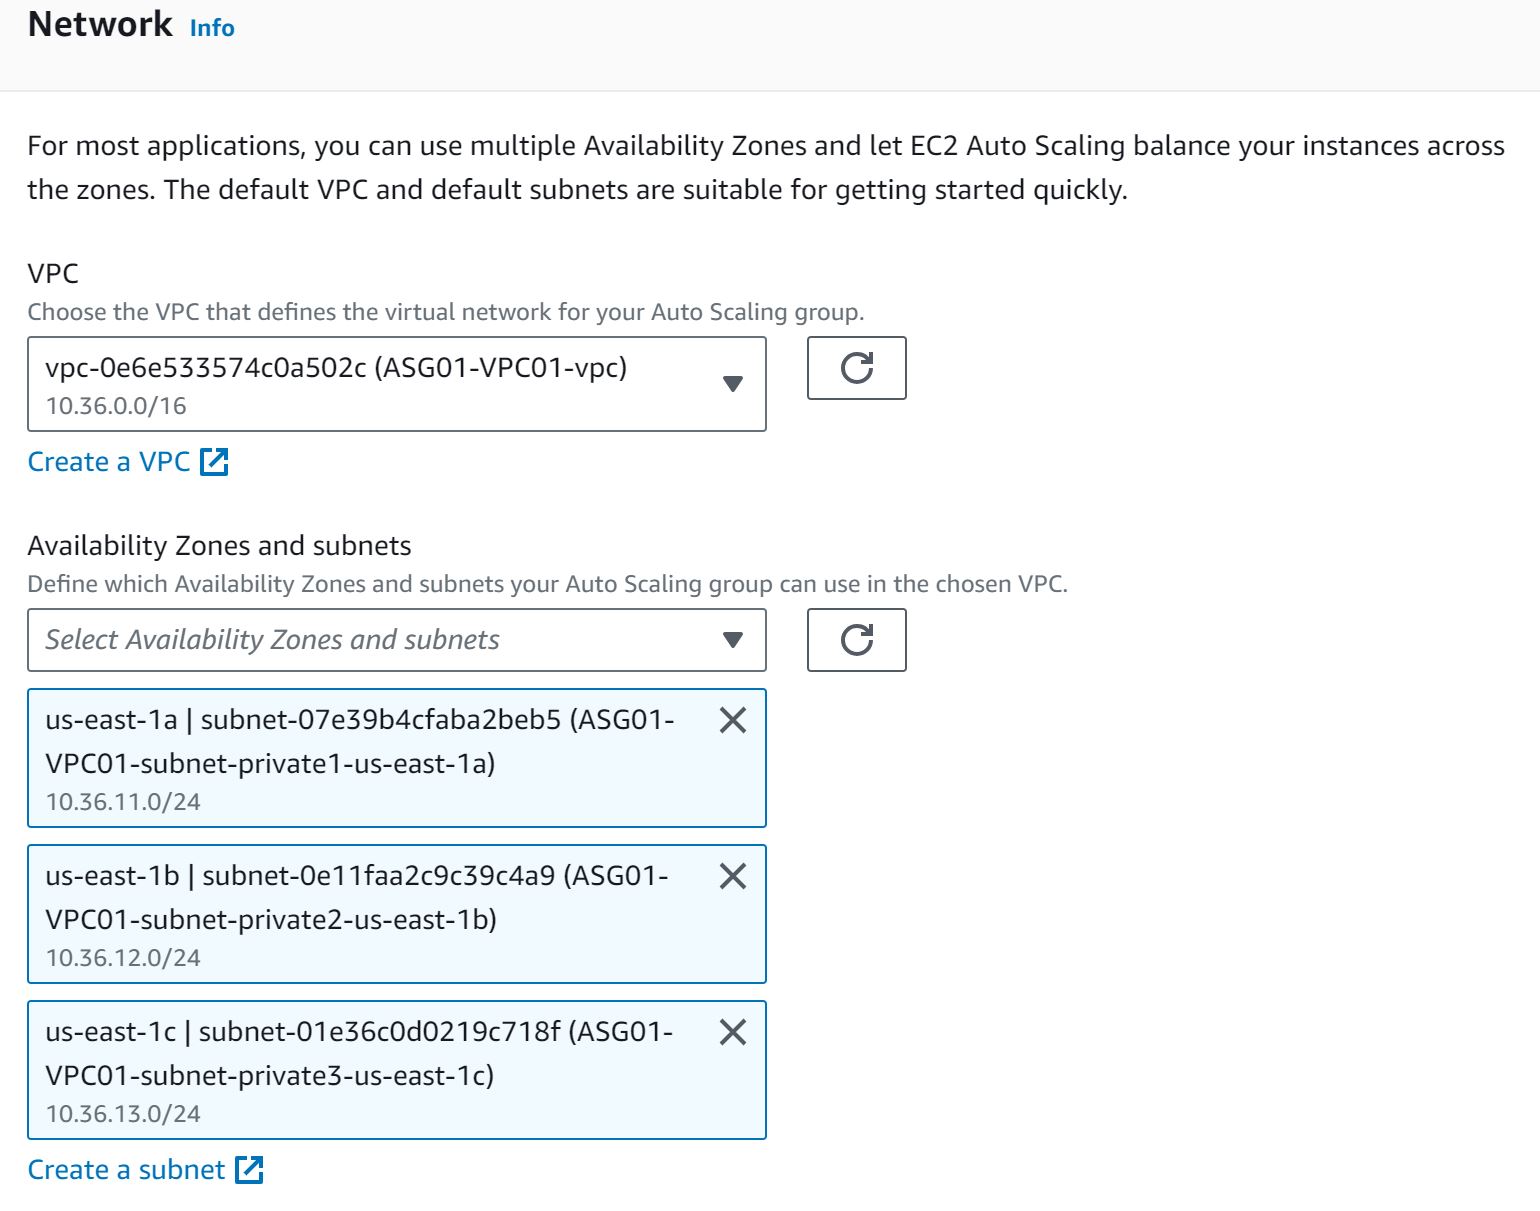 Network Info
For most applications, you can use multiple Availability Zones and let EC2 Auto Scaling balance your instances across
the zones. The default VPC and default subnets are suitable for getting started quickly.
VPC
Choose the VPC that defines the virtual network for your Auto Scaling group.
vpc-0e6e533574c0a502c (ASG01-VPC01-vpc)
10.36.0.0/16
Create a VPC
Availability Zones and subnets
Define which Availability Zones and subnets your Auto Scaling group can use in the chosen VPC.
Select Availability Zones and subnets
us-east-1a | subnet-07e39b4cfaba2beb5 (ASG01-
VPC01-subnet-private1-us-east-1a)
10.36.11.0/24
us-east-1b | subnet-0e11faa2c9c39c4a9 (ASG01-
VPC01-subnet-private2-us-east-1b)
10.36.12.0/24
us-east-1c | subnet-01e36c0d0219c718f (ASG01-
VPC01-subnet-private3-us-east-1c)
10.36.13.0/24
Create a subnet